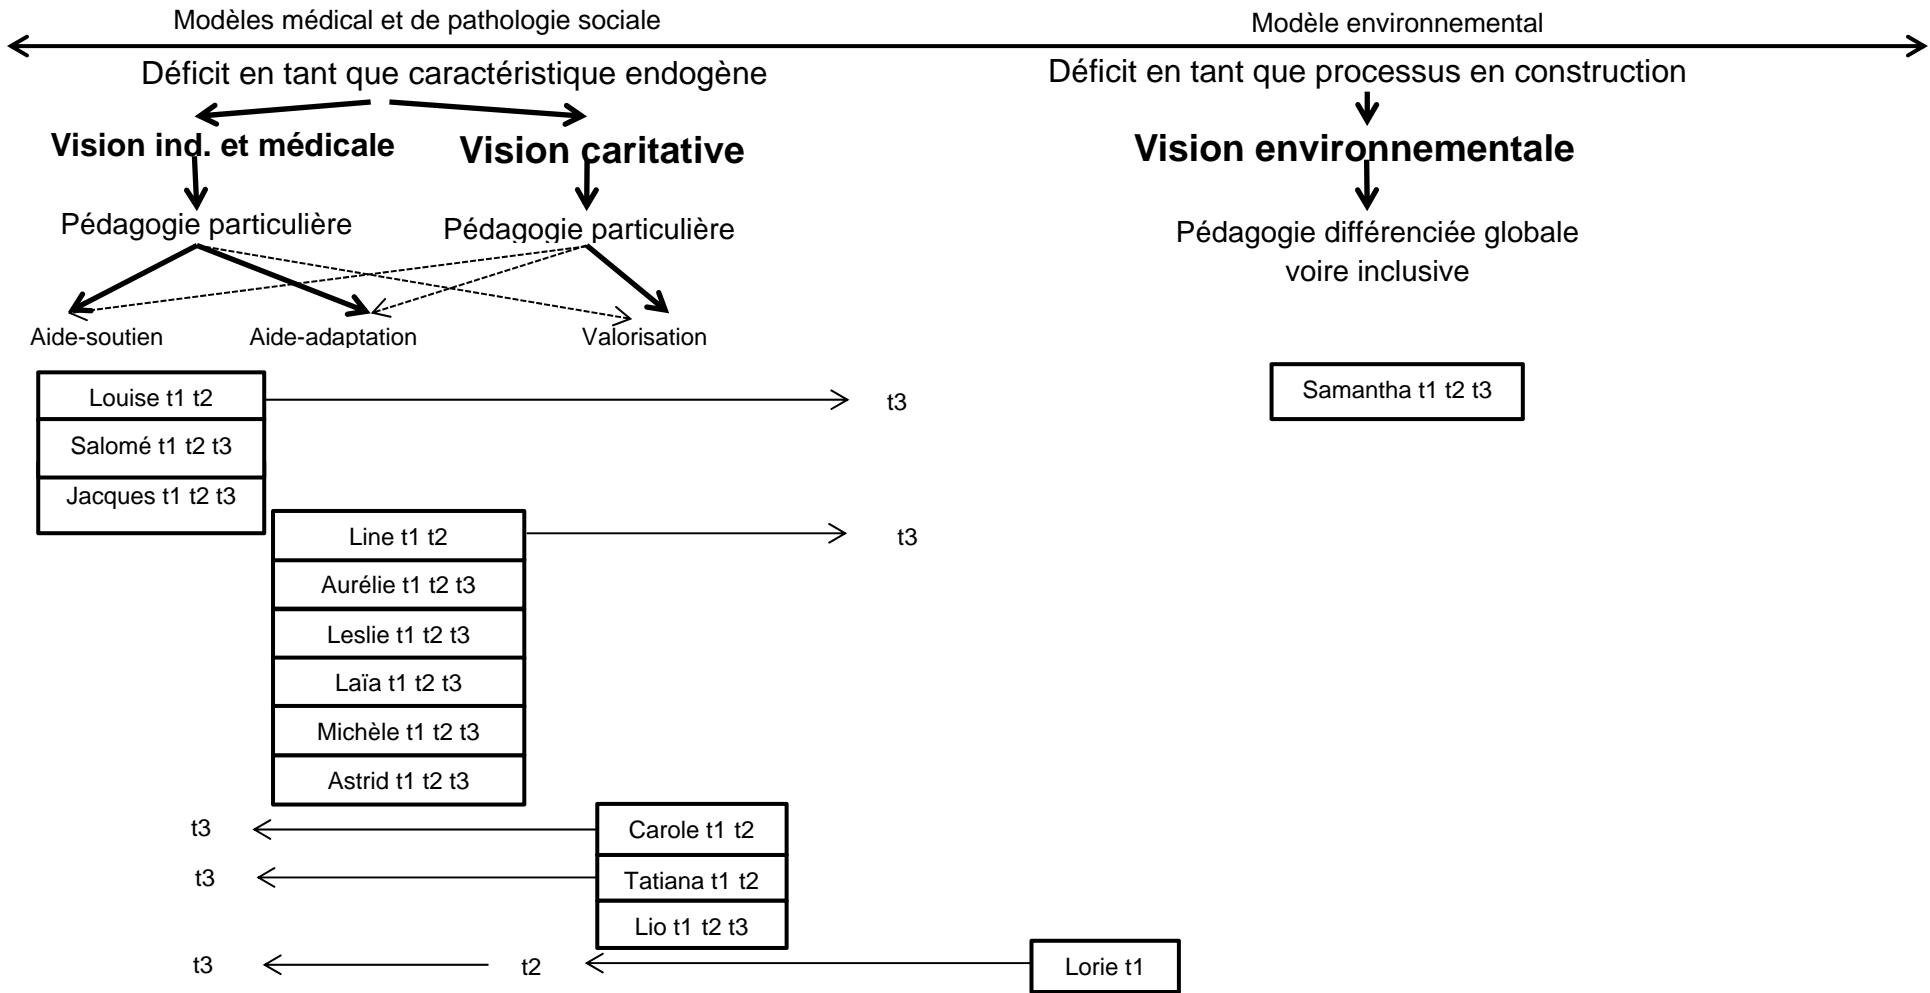 Modèles médical et de pathologie sociale
Modèle environnemental
Déficit en tant que caractéristique endogène
Déficit en tant que processus en construction
Vision ind. et médicale
Vision caritative
Vision environnementale
Pédagogie particulière
Pédagogie particulière
Pédagogie différenciée globale
voire inclusive
Aide-soutien
Aide-adaptation
Valorisation
Louise t1 t2
t3
Samantha t1 t2 t3
Salomé t1 t2 t3
Jacques t1 t2 t3
Line t1 t2
t3
Aurélie t1 t2 t3
Leslie t1 t2 t3
Laïa t1 t2 t3
Michèle t1 t2 t3
Astrid t1 t2 t3
t3
Carole t1 t2
t3
Tatiana t1 t2
Lio t1 t2 t3
t3
t2
Lorie t1